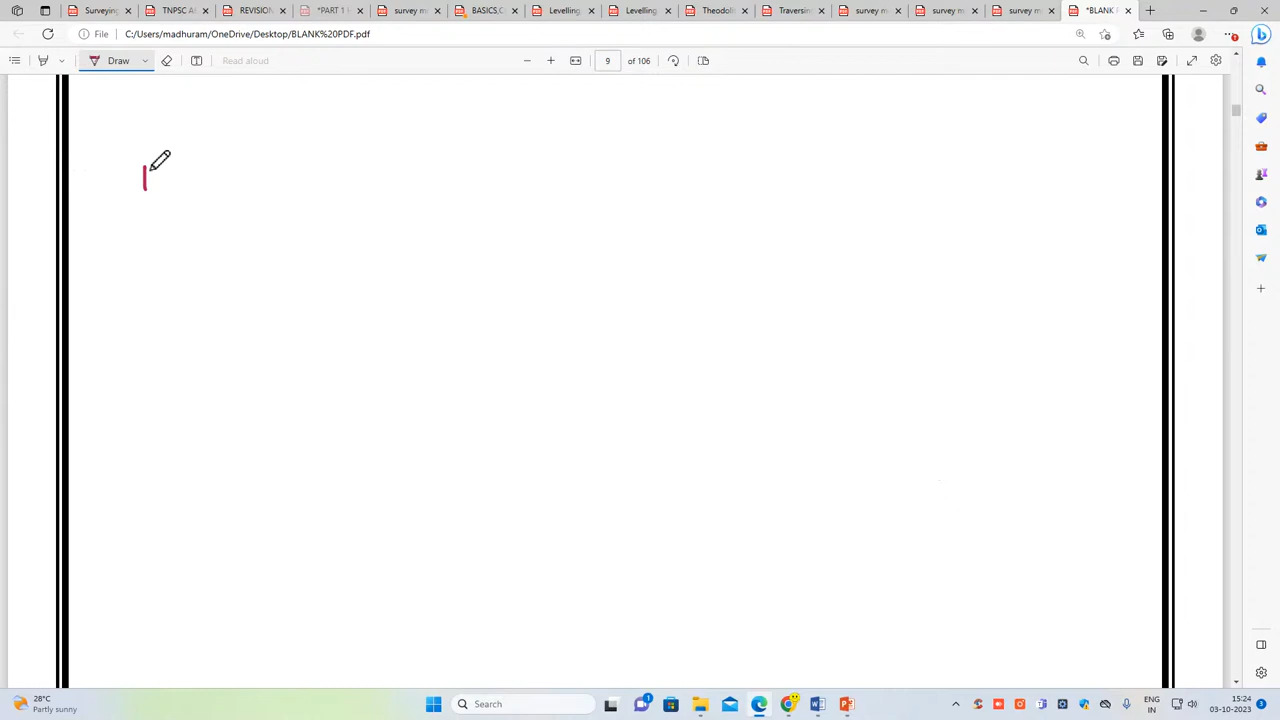 Surveying,
TNPSC A
REVISION
*PART 1
survey m
BASICS.C
Levelling.
Levelling
Theodoli
Traversin
survey m
survey m
survey m
*BLANK
File
C:/Users/madhuram/OneDrive/Desktop/BLANK%20PDF.pdf
Draw
Read aloud
9
of 106
28°C
Partly sunny
Search
1
ENG
IN
15:24
03-10-2023
3